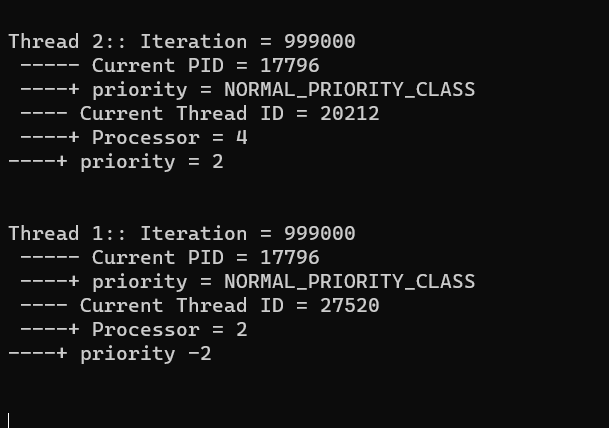 Thread 2:: Iteration = 999000
 ----- Current PID = 17796
 ----+ priority = NORMAL_PRIORITY_CLASS
 ---- Current Thread ID = 20212
 ----+ Processor = 4
----+ priority = 2
Thread 1:: Iteration = 999000
 ----- Current PID = 17796
 ----+ priority = NORMAL_PRIORITY_CLASS
 ---- Current Thread ID = 27520
 ----+ Processor = 2
----+ priority -2